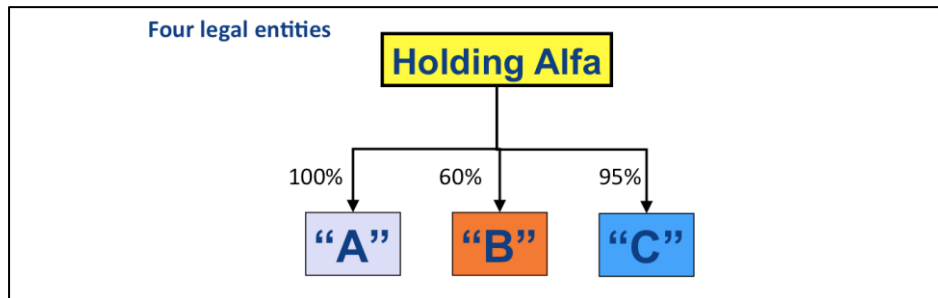 Four legal entities
Holding Alfa
100%
60%
95%
“A”
“B”
“C”